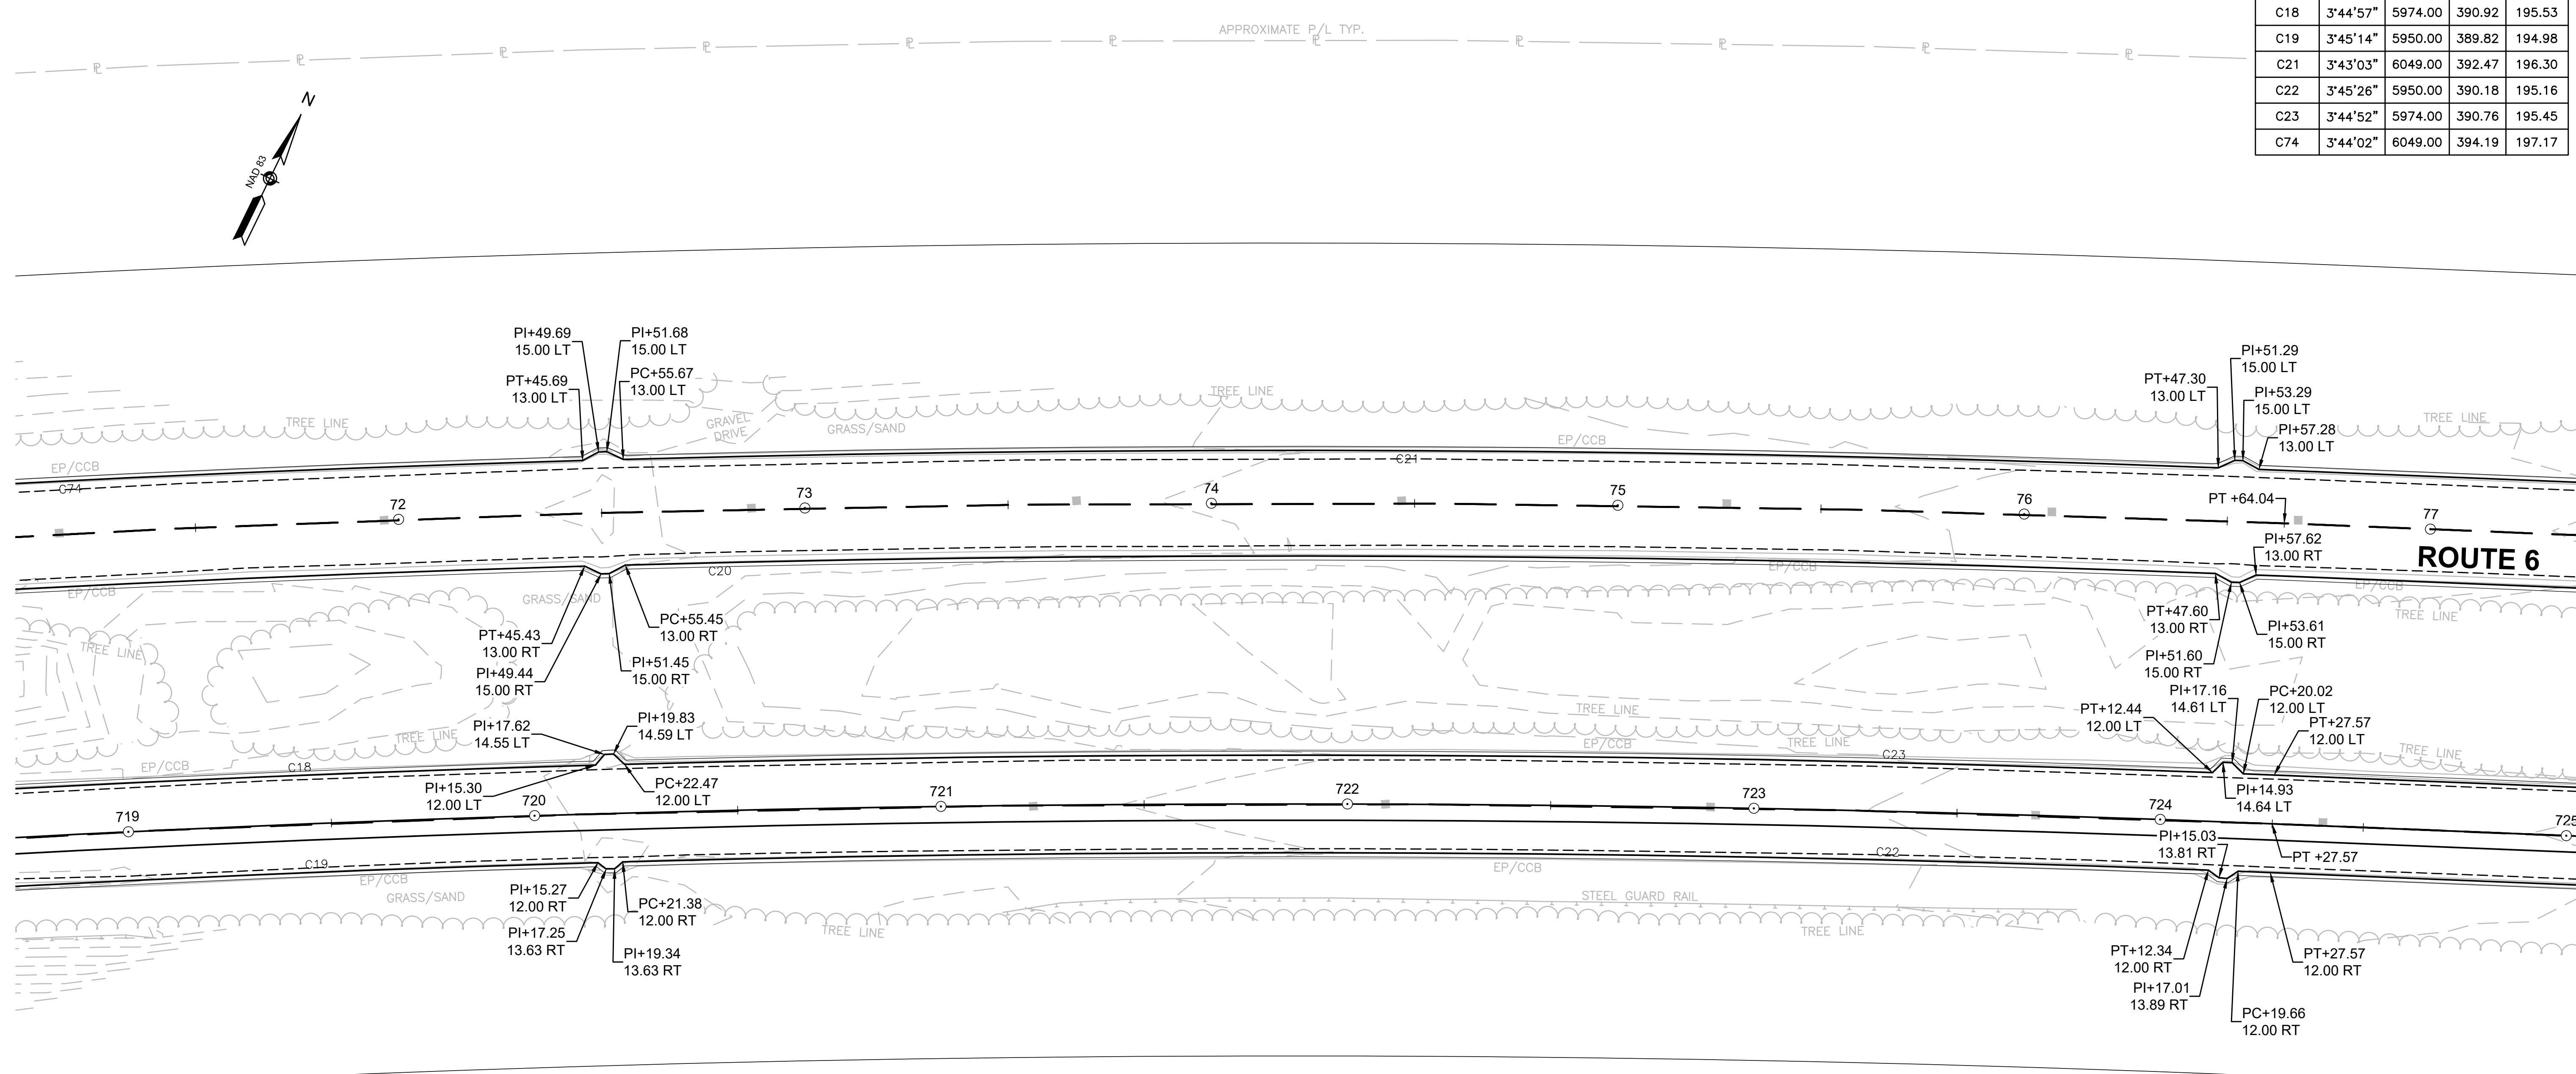 C18 3°44'57" 5974.00 390.92 195.53
C19 3°45'14" 5950.00 389.82 194.98
C21 3°43'03" 6049.00 392.47 196.30
C22 3°45'26" 5950.00 390.18 195.16
C23 3°44'52" 5974.00 390.76 195.45
C74 3°44'02" 6049.00 394.19 197.17
APPROXIMATE P/L TYP.
N
NAD 83
PI+49.69
15.00 LT
PI+51.68
15.00 LT
PT+45.69
13.00 LT
PC+55.67
13.00 LT
PI+51.29
15.00 LT
PT+47.30
13.00 LT
PI+53.29
15.00 LT
PI+57.28
13.00 LT
TREE LINE
GRAVEL
DRIVE
GRASS/SAND
TREE LINE
TREE LINE
EP/CCB
EP/CCB
C74
C21
72
73
74
75
76
77
PT +64.04
PI+57.62
13.00 RT
ROUTE 6
EP/CCB
C20
EP/CCB
EP/CCB
GRASS/SAND
TREE LINE
TREE LINE
PT+45.43
13.00 RT
PC+55.45
13.00 RT
PI+49.44
15.00 RT
PI+51.45
15.00 RT
PT+47.60
13.00 RT
PI+53.61
15.00 RT
PI+51.60
15.00 RT
PI+17.62
14.55 LT
PI+19.83
14.59 LT
PI+17.16
14.61 LT
PC+20.02
12.00 LT
PT+12.44
12.00 LT
PT+27.57
12.00 LT
TREE LINE
TREE LINE
EP/CCB
TREE LINE
TREE LINE
EP/CCB
C18
C23
PI+15.30
12.00 LT
PC+22.47
12.00 LT
PI+14.93
14.64 LT
719
720
721
722
723
724
725
PI+15.03
13.81 RT
PT +27.57
C19
C22
EP/CCB
GRASS/SAND
EP/CCB
STEEL GUARD RAIL
PI+15.27
12.00 RT
PC+21.38
12.00 RT
TREE LINE
TREE LINE
PI+17.25
13.63 RT
PI+19.34
13.63 RT
PT+12.34
12.00 RT
PT+27.57
12.00 RT
PI+17.01
13.89 RT
PC+19.66
12.00 RT